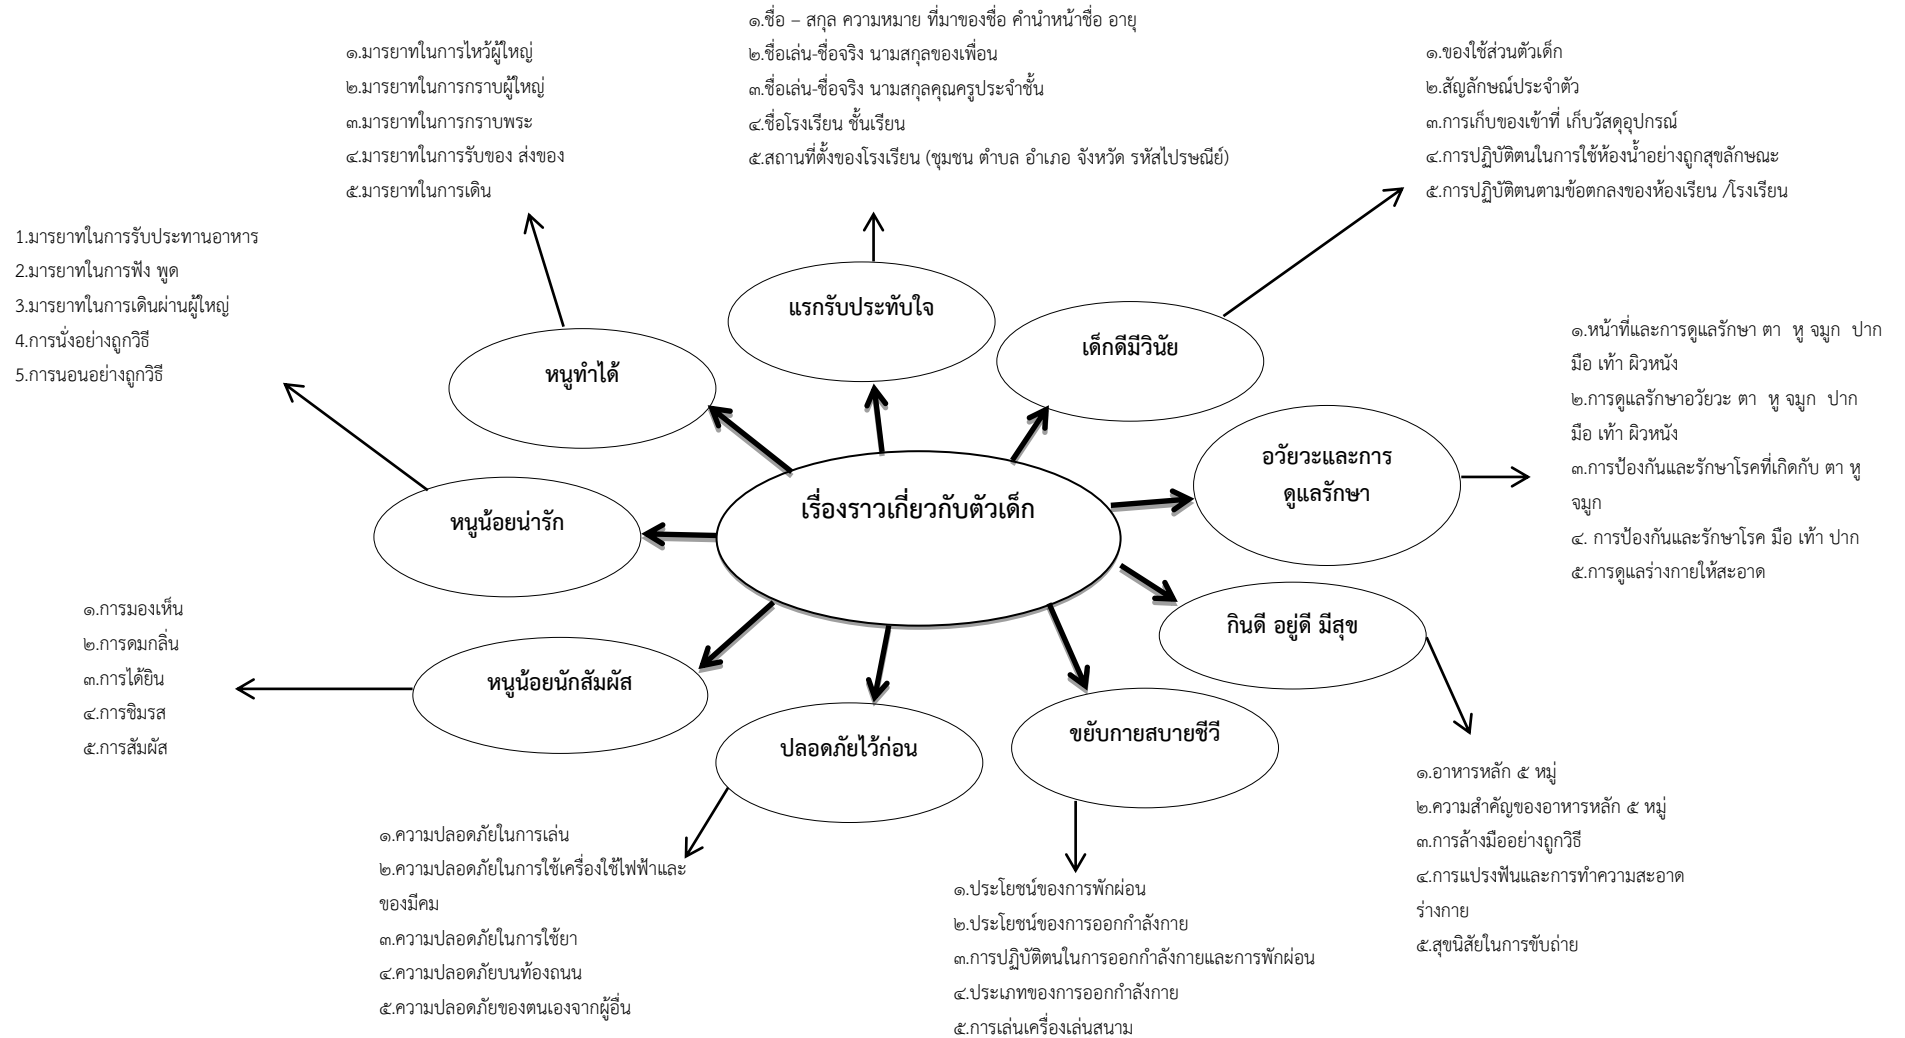 ๑.ชื่อ – สกุล ความหมาย ที่มาของชื่อ คำนำหน้าชื่อ อายุ
๒.ชื่อเล่น-ชื่อจริง นามสกุลของเพื่อน
๓.ชื่อเล่น-ชื่อจริง นามสกุลคุณครูประจำชั้น
๔.ชื่อโรงเรียน ชั้นเรียน
๕.สถานที่ตั้งของโรงเรียน (ชุมชน ตำบล อำเภอ จังหวัด รหัสไปรษณีย์)
๑.มารยาทในการไหว้ผู้ใหญ่
๒.มารยาทในการกราบผู้ใหญ่
๓.มารยาทในการกราบพระ
๔.มารยาทในการรับของ ส่งของ
๕.มารยาทในการเดิน
๑.ของใช้ส่วนตัวเด็ก
๒.สัญลักษณ์ประจำตัว
๓.การเก็บของเข้าที่ เก็บวัสดุอุปกรณ์
๔.การปฏิบัติตนในการใช้ห้องน้ำอย่างถูกสุขลักษณะ
๕.การปฏิบัติตนตามข้อตกลงของห้องเรียน /โรงเรียน
1.มารยาทในการรับประทานอาหาร
2.มารยาทในการฟัง พูด
3.มารยาทในการเดินผ่านผู้ใหญ่
4.การนั่งอย่างถูกวิธี
5.การนอนอย่างถูกวิธี
แรกรับประทับใจ
เด็กดีมีวินัย
หนูทำได้
๑.หน้าที่และการดูแลรักษา ตา หู จมูก ปาก
มือ เท้า ผิวหนัง
๒.การดูแลรักษาอวัยวะ ตา หู จมูก ปาก
มือ เท้า ผิวหนัง
๓.การป้องกันและรักษาโรคที่เกิดกับ ตา หู
จมูก
๔. การป้องกันและรักษาโรค มือ เท้า ปาก
๕.การดูแลร่างกายให้สะอาด
อวัยวะและการ
ดูแลรักษา
เรื่องราวเกี่ยวกับตัวเด็ก
หนูน้อยน่ารัก
กินดี อยู่ดี มีสุข
๑.การมองเห็น
๒.การดมกลิ่น
๓.การได้ยิน
๔.การชิมรส
๕.การสัมผัส
หนูน้อยนักสัมผัส
ปลอดภัยไว้ก่อน
ขยับกายสบายชีวี
๑.อาหารหลัก ๕ หมู่
๒.ความสำคัญของอาหารหลัก ๕ หมู่
๓.การล้างมืออย่างถูกวิธี
๔.การแปรงฟันและการทำความสะอาด
ร่างกาย
๕.สุขนิสัยในการขับถ่าย
๑.ความปลอดภัยในการเล่น
๒.ความปลอดภัยในการใช้เครื่องใช้ไฟฟ้าและ
ของมีคม
๓.ความปลอดภัยในการใช้ยา
๔.ความปลอดภัยบนท้องถนน
๕.ความปลอดภัยของตนเองจากผู้อื่น
๑.ประโยชน์ของการพักผ่อน
๒.ประโยชน์ของการออกกำลังกาย
๓.การปฏิบัติตนในการออกกำลังกายและการพักผ่อน
๔.ประเภทของการออกกำลังกาย
๕.การเล่นเครื่องเล่นสนาม